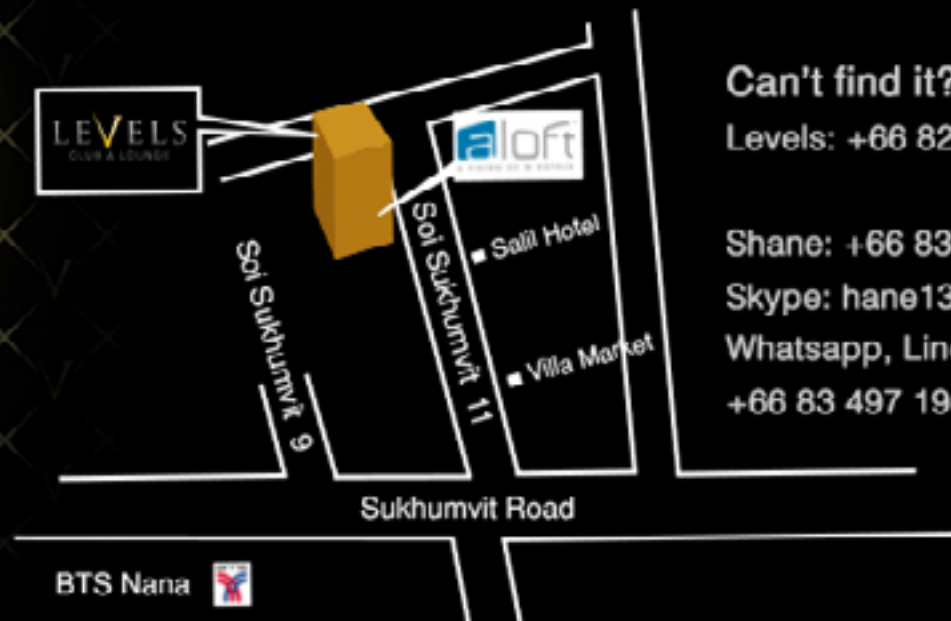 LEVELS
CLUB & LOUNGE
aloft
Soi Sukhumvit 9
Soi Sukhumvit 11
Salil Hotel
Villa Market
Sukhumvit Road
BTS Nana
Can't find it?
Levels: +66 82
Shane: +66 83
Skype: hane13
Whatsapp, Lin
+66 83 497 19